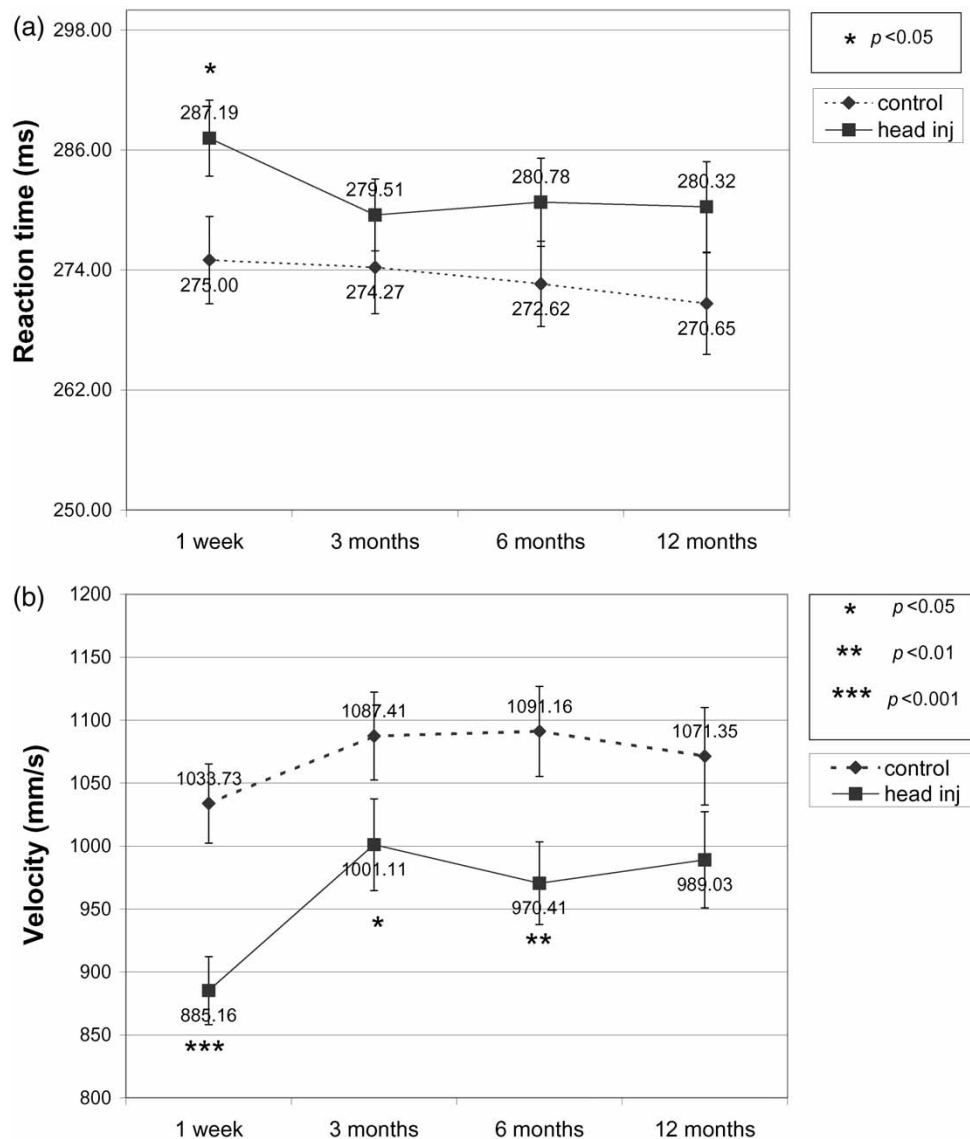 (a)
298.00
286.00
274.00
262.00
250.00
Reaction time (ms)
*
287.19
279.51
280.78
280.32
275.00
274.27
272.62
270.65
1 week
3 months
6 months
12 months
* p<0.05
control
head inj
(b)
1200
1150
1100
1050
1000
950
900
850
800
Velocity (mm/s)
1033.73
1087.41
1091.16
1071.35
885.16
1001.11
970.41
989.03
***
*
**
1 week
3 months
6 months
12 months
* p<0.05
** p<0.01
*** p<0.001
control
head inj